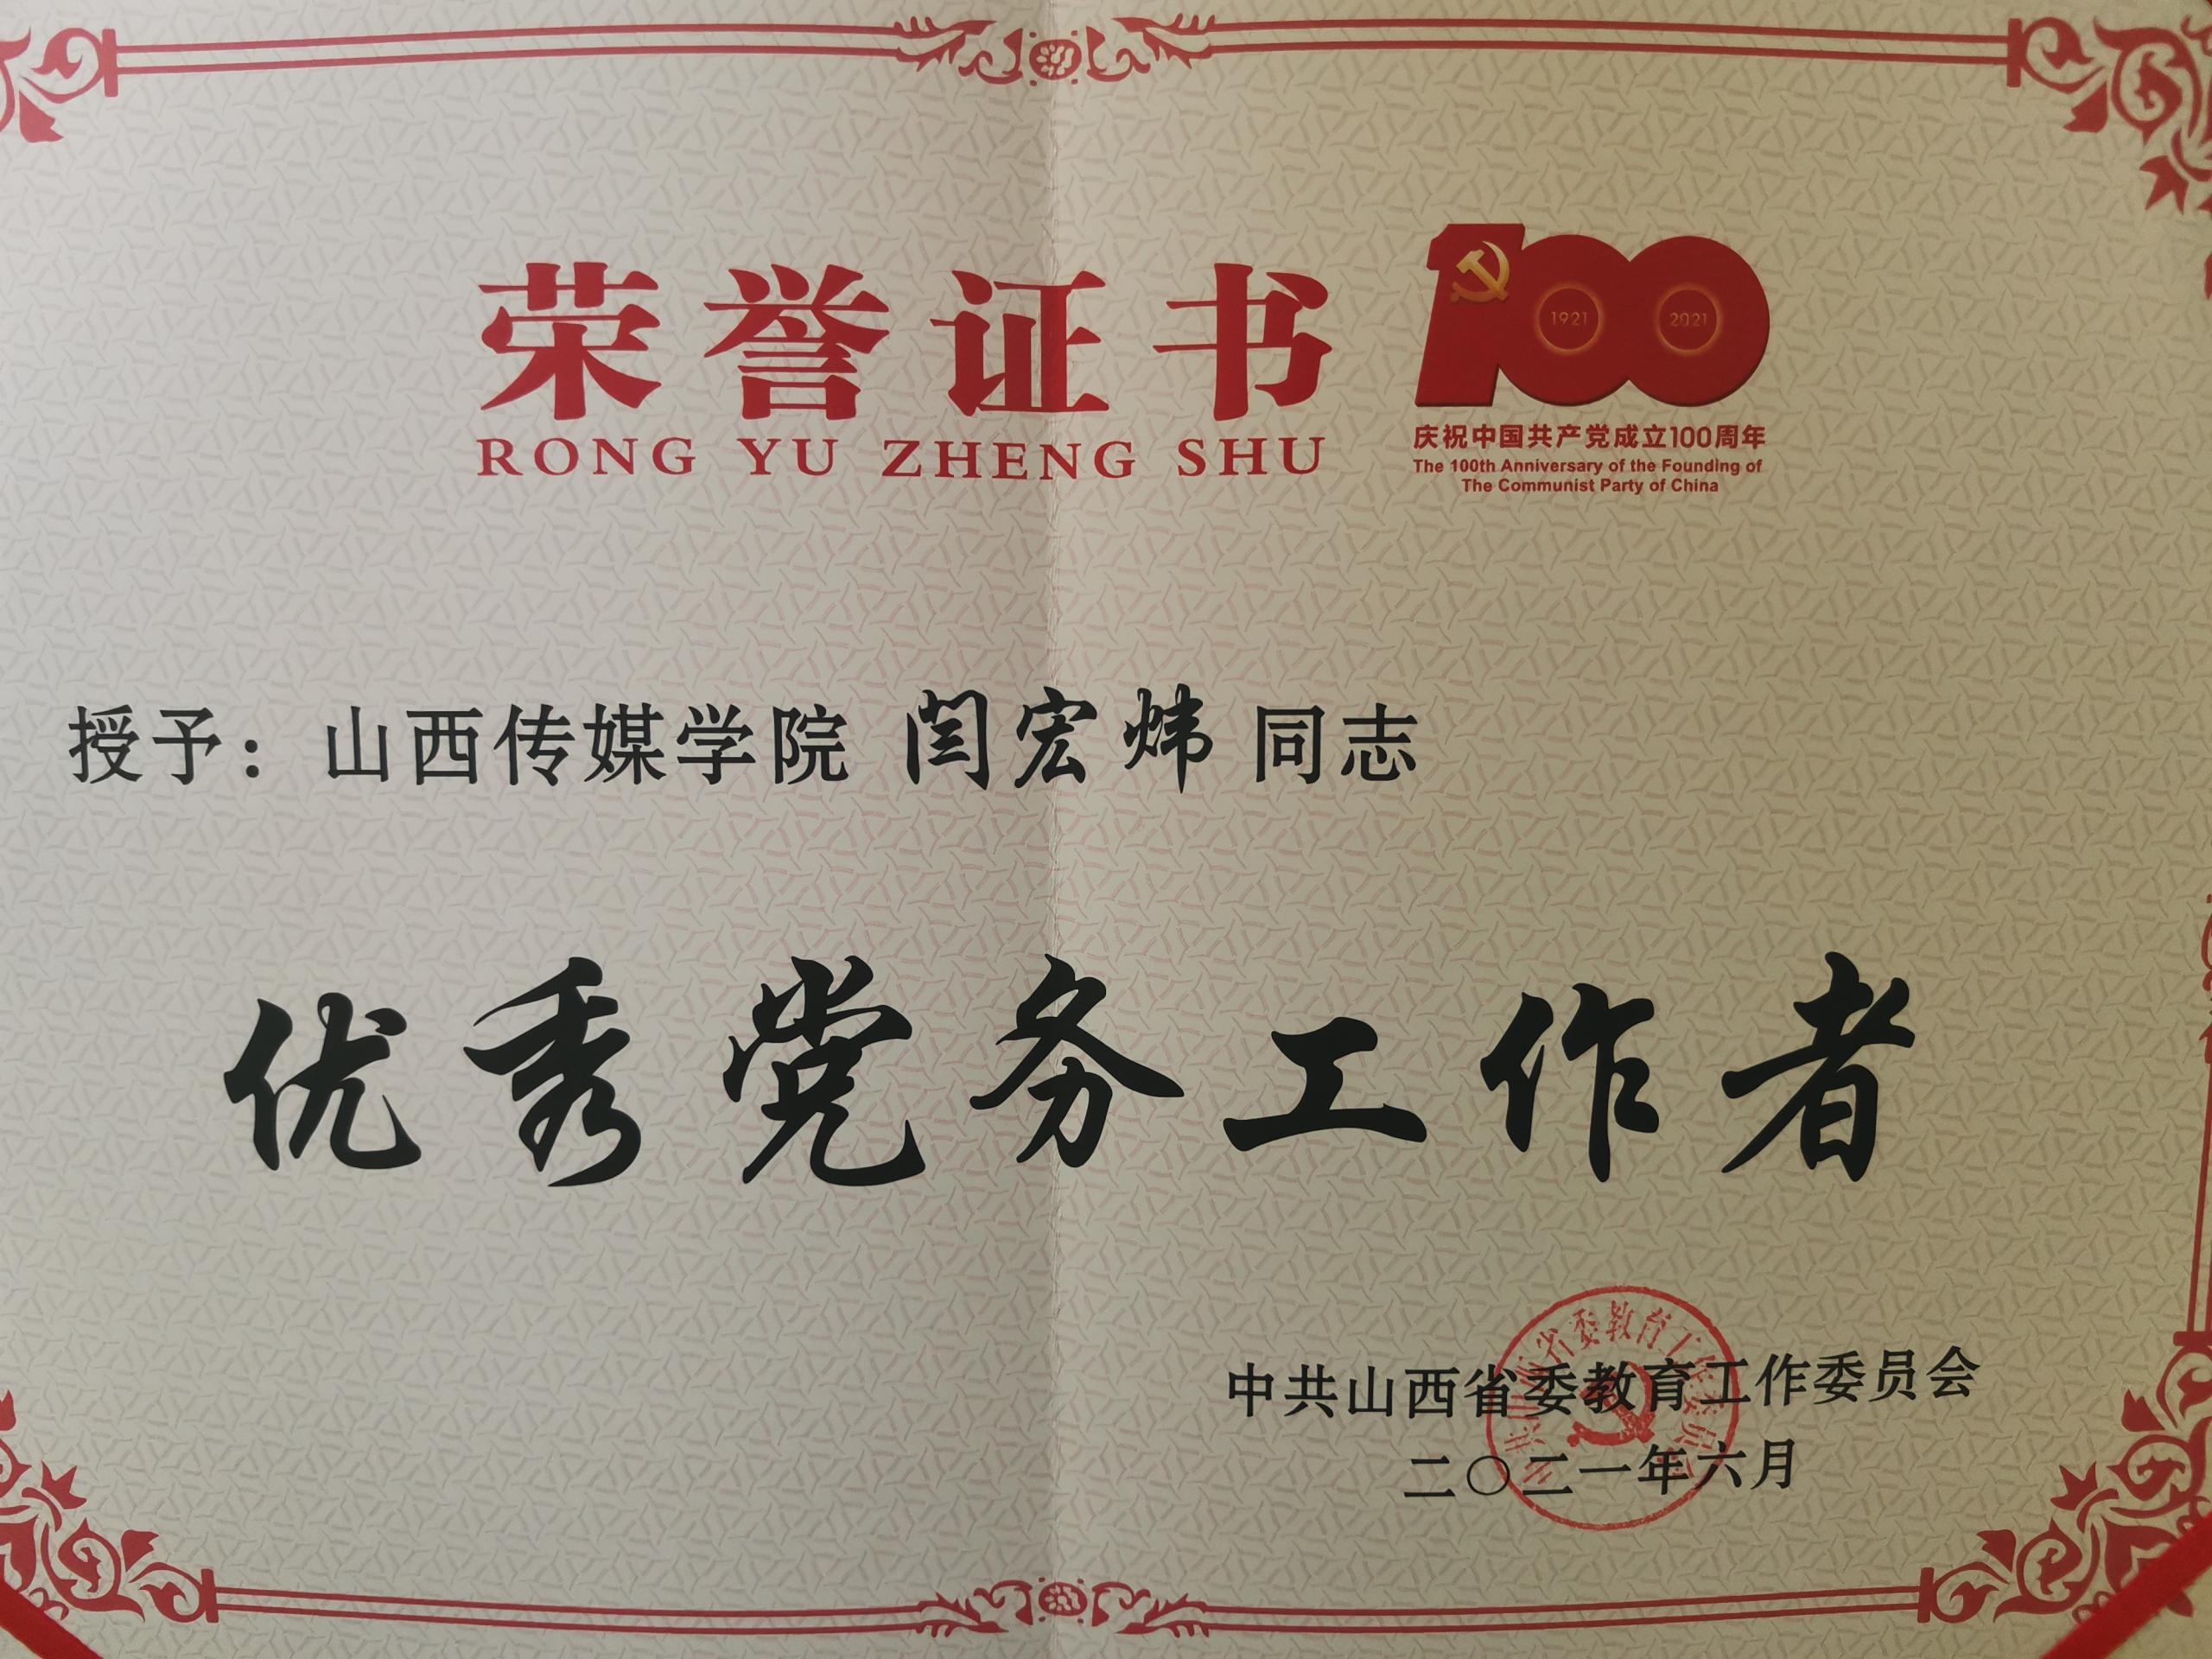 荣誉证书
RONG YU ZHENG SHU
1921
2021
庆祝中国共产党成立100周年
The 100th Anniversary of the Founding of
The Communist Party of China
授予：山西传媒学院 闫宏炜 同志
优秀党务工作者
中共山西省委教育工作委员会
二〇二一年六月